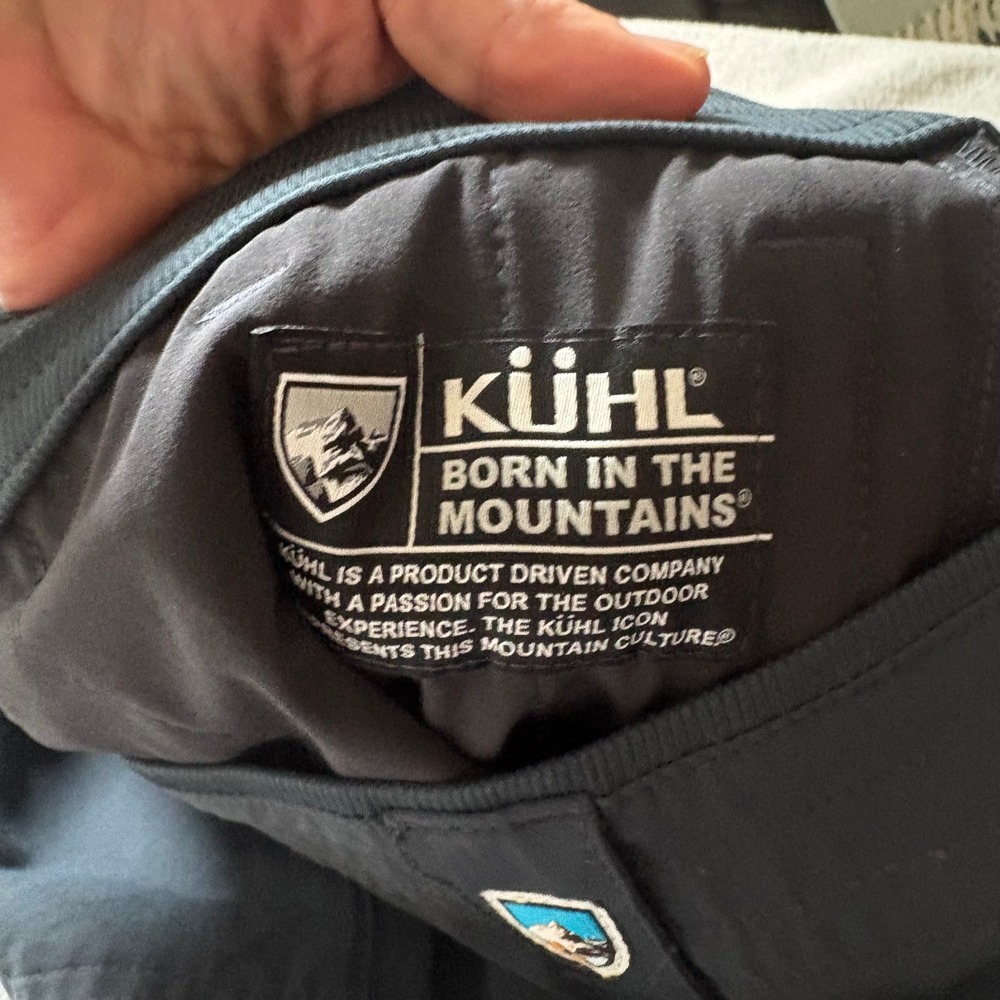 KÜHL®
BORN IN THE
MOUNTAINS®
KÜHL IS A PRODUCT DRIVEN COMPANY
WITH A PASSION FOR THE OUTDOOR
EXPERIENCE. THE KÜHL ICON
THIS MOUNTAIN CULTURE®